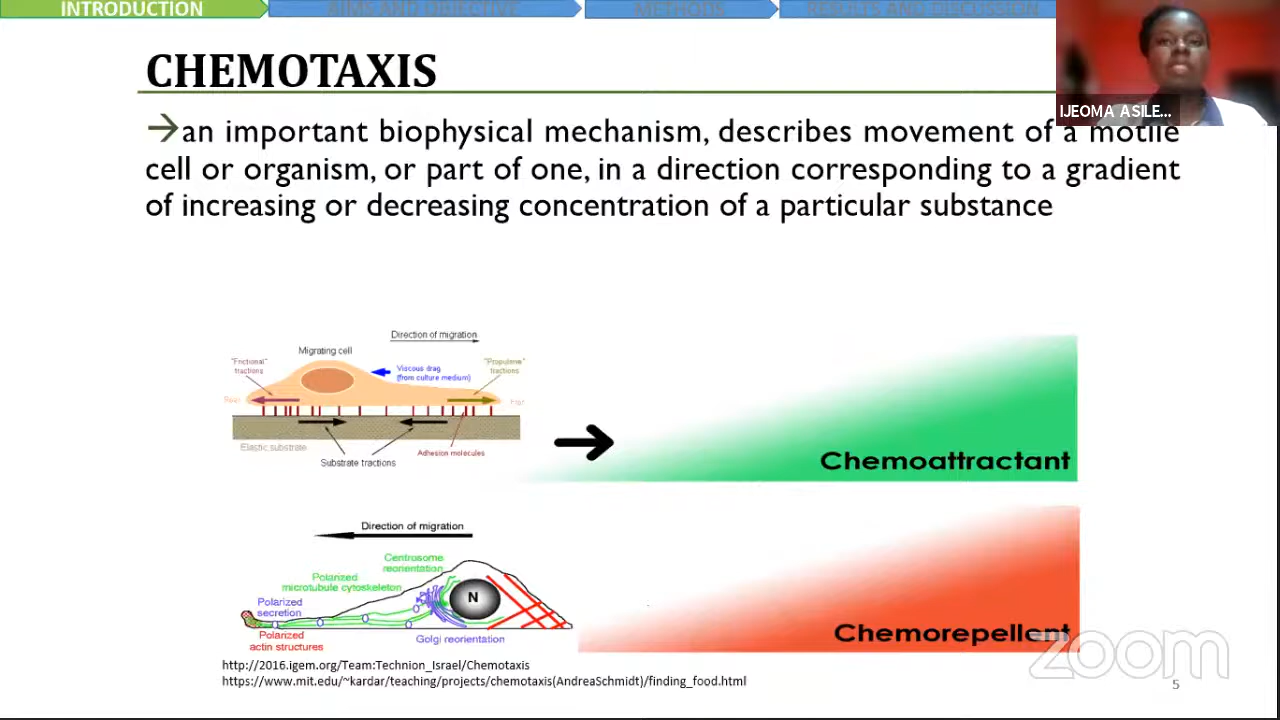 INTRODUCTION
AIMS AND OBJECTIVE
METHODS
RESULTS AND DISCUSSION
IJEOMA ASILE...
CHEMOTAXIS
→an important biophysical mechanism, describes movement of a motile
cell or organism, or part of one, in a direction corresponding to a gradient
of increasing or decreasing concentration of a particular substance
Direction of migration
Migrating cell
"Frictional"
tractions
Viscous drag
(from culture medium)
"Propulsive"
tractions
Rear
Elastic substrate
Substrate tractions
Adhesion molecules
Chemoattractant
Direction of migration
Centrosome
reorientation
Polarized
microtubule cytoskeleton
Polarized
secretion
N
Polarized
actin structures
Golgi reorientation
Chemorepellent
zoom
http://2016.igem.org/Team:Technion_Israel/Chemotaxis
https://www.mit.edu/~kardar/teaching/projects/chemotaxis(AndreaSchmidt)/finding_food.html
5